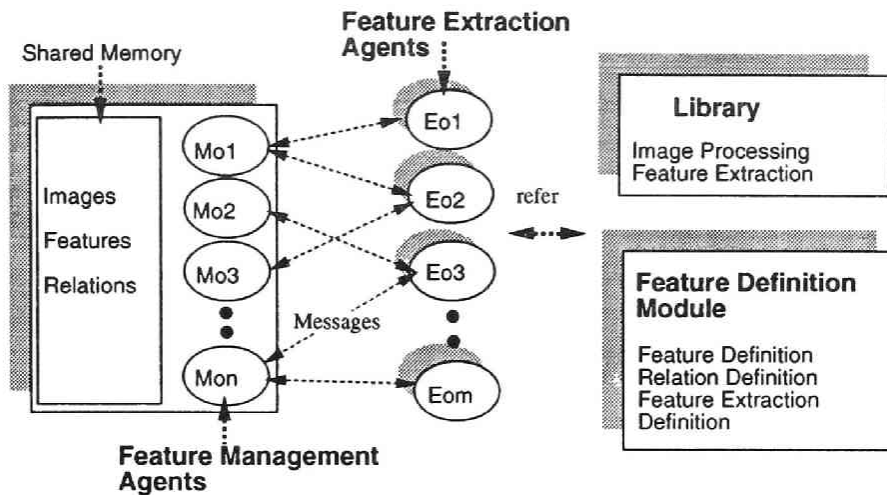 Feature Extraction
Agents
Shared Memory
Images
Features
Relations
Mo1
Mo2
Mo3
Mon
Eo1
Eo2
Eo3
Eom
Messages
refer
Library
Image Processing
Feature Extraction
Feature Definition
Module
Feature Definition
Relation Definition
Feature Extraction
Definition
Feature Management
Agents